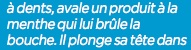 à dents, avale un produit à la
menthe qui lui brûle la
bouche. Il plonge sa tête dans